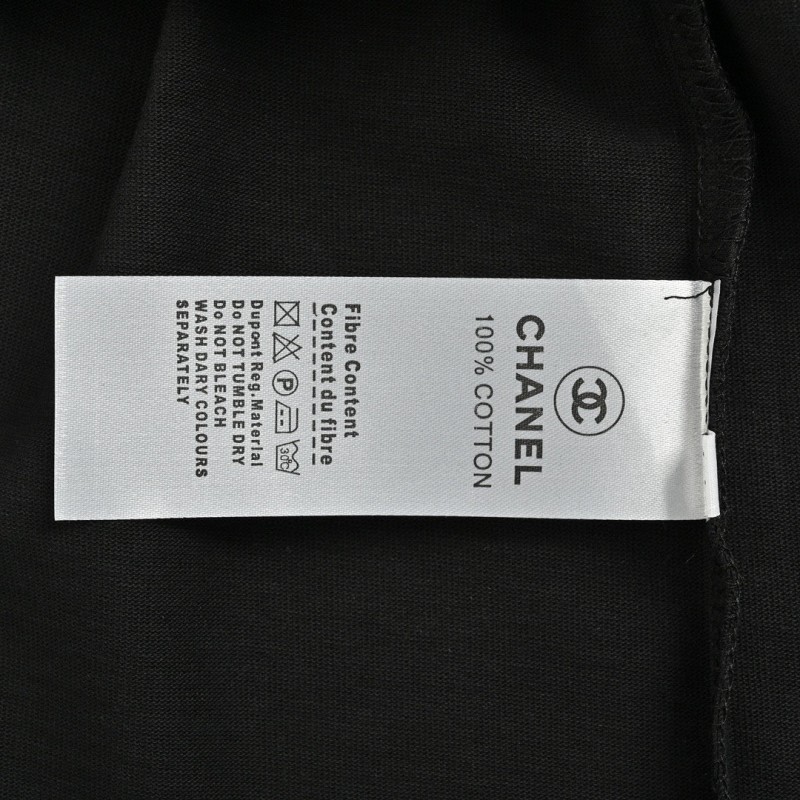 CHANEL
100% COTTON
Fibre Content
Content du fibre
P
30C
Dupont Reg. Material
Do NOT TUMBLE DRY
Do NOT BLEACH
WASH DARY COLOURS
SEPARATELY